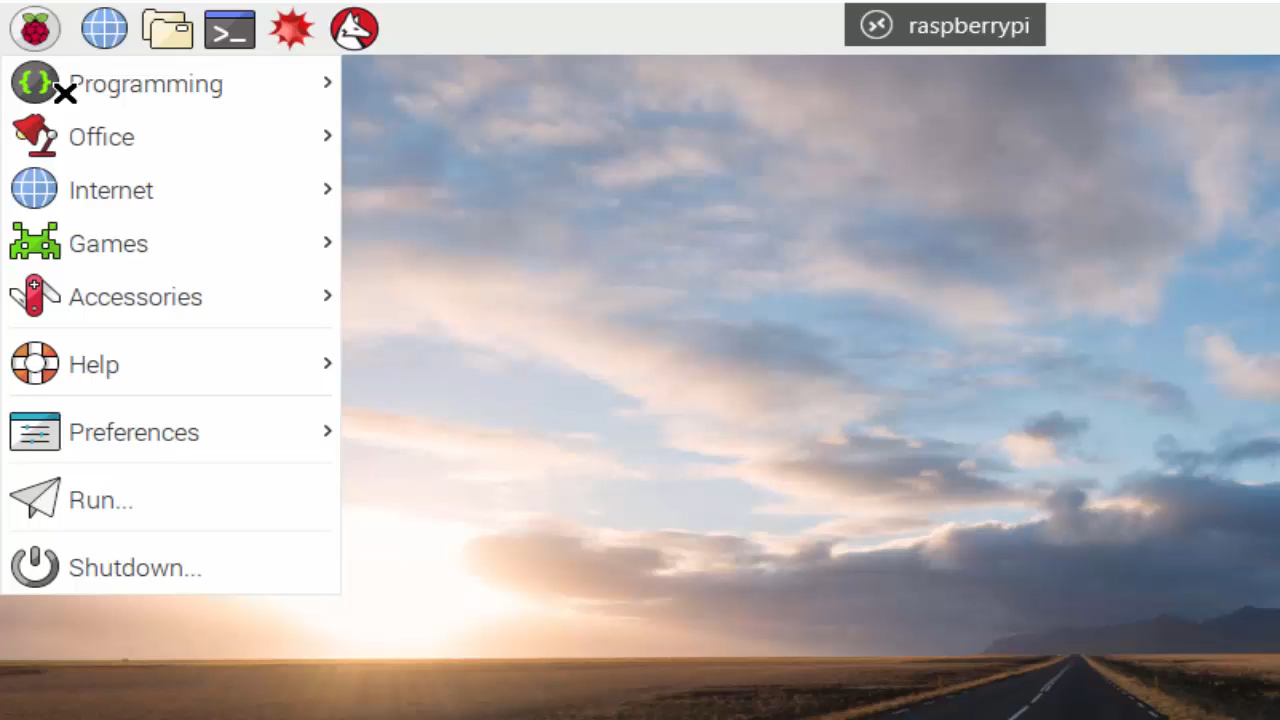 raspberrypi
Programming
Office
Internet
Games
Accessories
Help
Preferences
Run...
Shutdown...